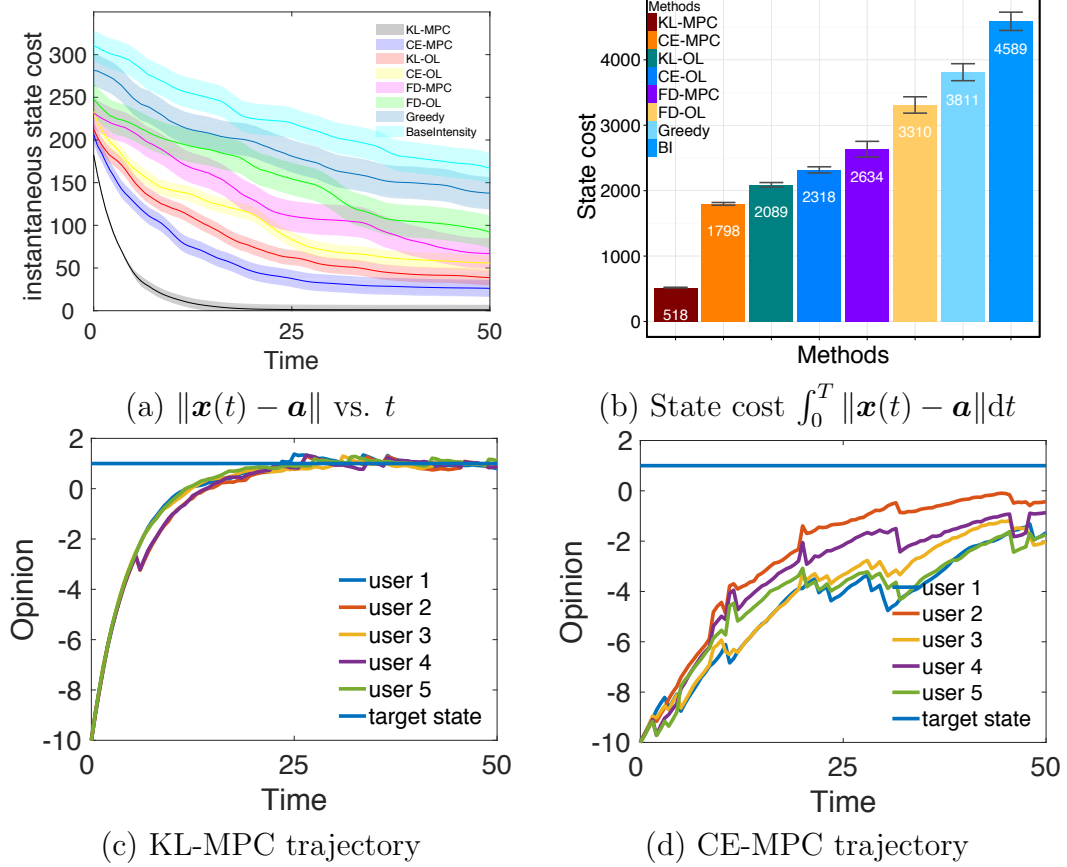 instantaneous state cost
300
250
200
150
100
50
0
0
25
50
Time
KL-MPC
CE-MPC
KL-OL
CE-OL
FD-MPC
FD-OL
Greedy
BaseIntensity
(a) ‖x(t) − a‖ vs. t
State cost
4000
2000
0
Methods
KL-MPC
CE-MPC
KL-OL
CE-OL
FD-MPC
FD-OL
Greedy
BI
518
1798
2089
2318
2634
3310
3811
4589
Methods
(b) State cost ∫₀ᵀ ‖x(t) − a‖dt
Opinion
2
0
-2
-4
-6
-8
-10
0
25
50
Time
user 1
user 2
user 3
user 4
user 5
target state
(c) KL-MPC trajectory
Opinion
2
0
-2
-4
-6
-8
-10
0
25
50
Time
user 1
user 2
user 3
user 4
user 5
target state
(d) CE-MPC trajectory